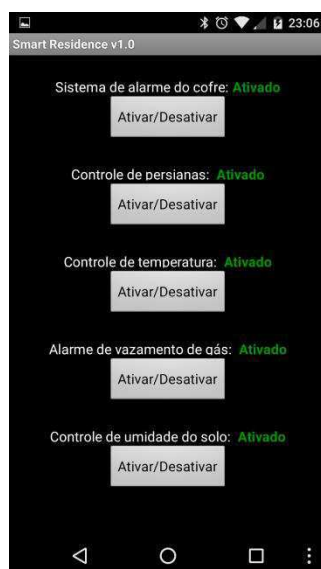 23:06
Smart Residence v1.0
Sistema de alarme do cofre: Ativado
Ativar/Desativar
Controle de persianas: Ativado
Ativar/Desativar
Controle de temperatura: Ativado
Ativar/Desativar
Alarme de vazamento de gás: Ativado
Ativar/Desativar
Controle de umidade do solo: Ativado
Ativar/Desativar